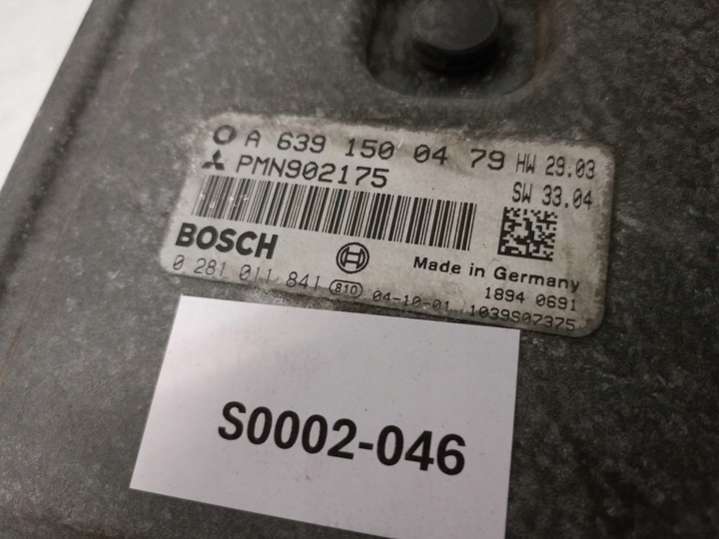 A 639 150 04 79 HW 29.03
PMN902175 SW 33.04
BOSCH
Made in Germany
0 281 011 841 810 04-10-01 1894 0691
1039S07375
S0002-046